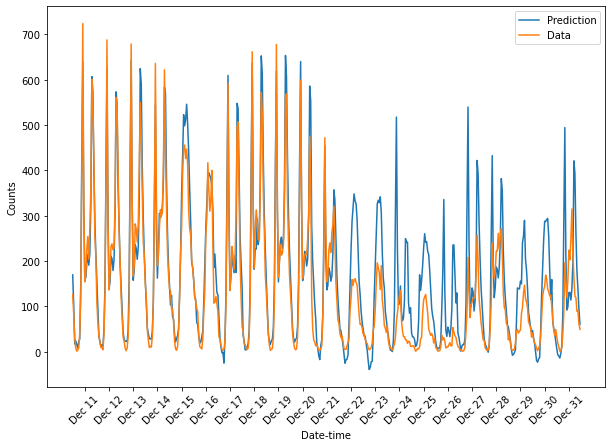 Prediction
Data
700
600
500
400
300
200
100
0
Counts
Dec 11
Dec 12
Dec 13
Dec 14
Dec 15
Dec 16
Dec 17
Dec 18
Dec 19
Dec 20
Dec 21
Dec 22
Dec 23
Dec 24
Dec 25
Dec 26
Dec 27
Dec 28
Dec 29
Dec 30
Dec 31
Date-time